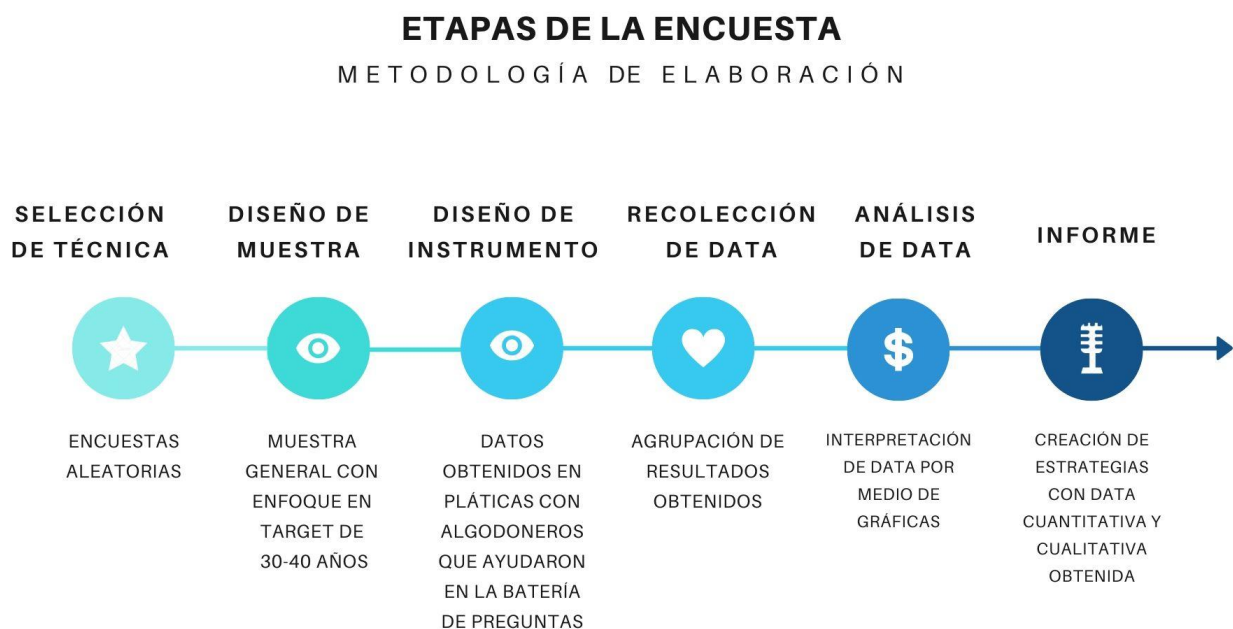 ETAPAS DE LA ENCUESTA
METODOLOGÍA DE ELABORACIÓN
SELECCIÓN
DE TÉCNICA
DISEÑO DE
MUESTRA
DISEÑO DE
INSTRUMENTO
RECOLECCIÓN
DE DATA
ANÁLISIS
DE DATA
INFORME
$
ENCUESTAS
ALEATORIAS
MUESTRA
GENERAL CON
ENFOQUE EN
TARGET DE
30-40 AÑOS
DATOS
OBTENIDOS EN
PLÁTICAS CON
ALGODONEROS
QUE AYUDARON
EN LA BATERÍA
DE PREGUNTAS
AGRUPACIÓN DE
RESULTADOS
OBTENIDOS
INTERPRETACIÓN
DE DATA POR
MEDIO DE
GRÁFICAS
CREACIÓN DE
ESTRATEGIAS
CON DATA
CUANTITATIVA Y
CUALITATIVA
OBTENIDA